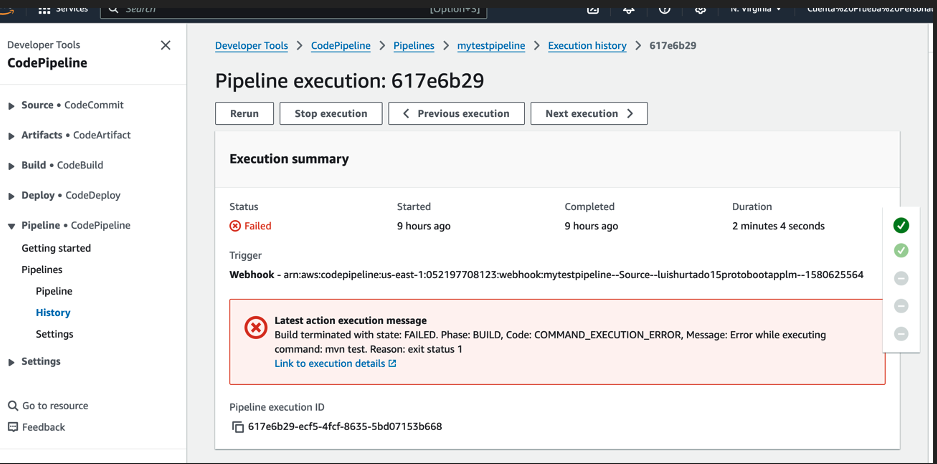 Services
Search
[Option+S]
N. Virginia
Cuenta%20Prueba%20Personal
Developer Tools
CodePipeline
Source • CodeCommit
Artifacts • CodeArtifact
Build • CodeBuild
Deploy • CodeDeploy
Pipeline • CodePipeline
Getting started
Pipelines
Pipeline
History
Settings
Settings
Go to resource
Feedback
Developer Tools > CodePipeline > Pipelines > mytestpipeline > Execution history > 617e6b29
Pipeline execution: 617e6b29
Rerun Stop execution Previous execution Next execution
Execution summary
Status Started Completed Duration
Failed 9 hours ago 9 hours ago 2 minutes 4 seconds
Trigger
Webhook - arn:aws:codepipeline:us-east-1:052197708123:webhook:mytestpipeline--Source--luishurtado15protobootapplm--1580625564
Latest action execution message
Build terminated with state: FAILED. Phase: BUILD, Code: COMMAND_EXECUTION_ERROR, Message: Error while executing
command: mvn test. Reason: exit status 1
Link to execution details
Pipeline execution ID
617e6b29-ecf5-4fcf-8635-5bd07153b668